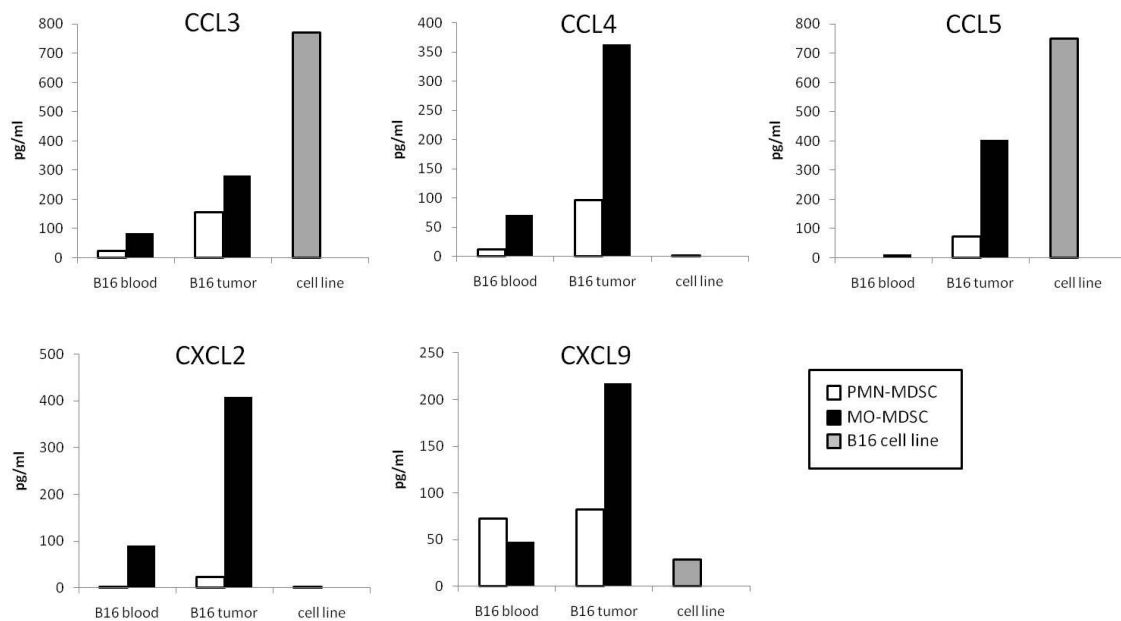 CCL3
pg/ml
800
700
600
500
400
300
200
100
0
B16 blood
B16 tumor
cell line
CCL4
pg/ml
400
350
300
250
200
150
100
50
0
B16 blood
B16 tumor
cell line
CCL5
pg/ml
800
700
600
500
400
300
200
100
0
B16 blood
B16 tumor
cell line
CXCL2
pg/ml
500
400
300
200
100
0
B16 blood
B16 tumor
cell line
CXCL9
pg/ml
250
200
150
100
50
0
B16 blood
B16 tumor
cell line
PMN-MDSC
MO-MDSC
B16 cell line